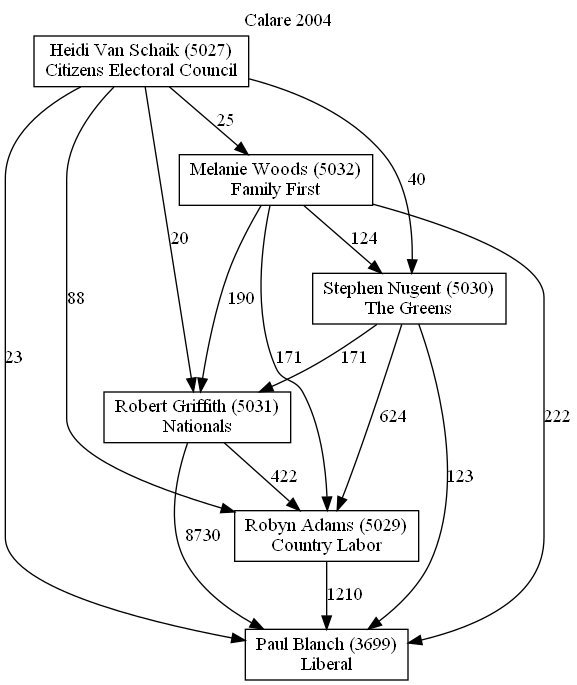 Calare 2004
Heidi Van Schaik (5027)
Citizens Electoral Council
25
Melanie Woods (5032)
Family First
40
20
124
Stephen Nugent (5030)
The Greens
88
190
23
171
171
Robert Griffith (5031)
Nationals
624
222
422
123
Robyn Adams (5029)
Country Labor
8730
1210
Paul Blanch (3699)
Liberal